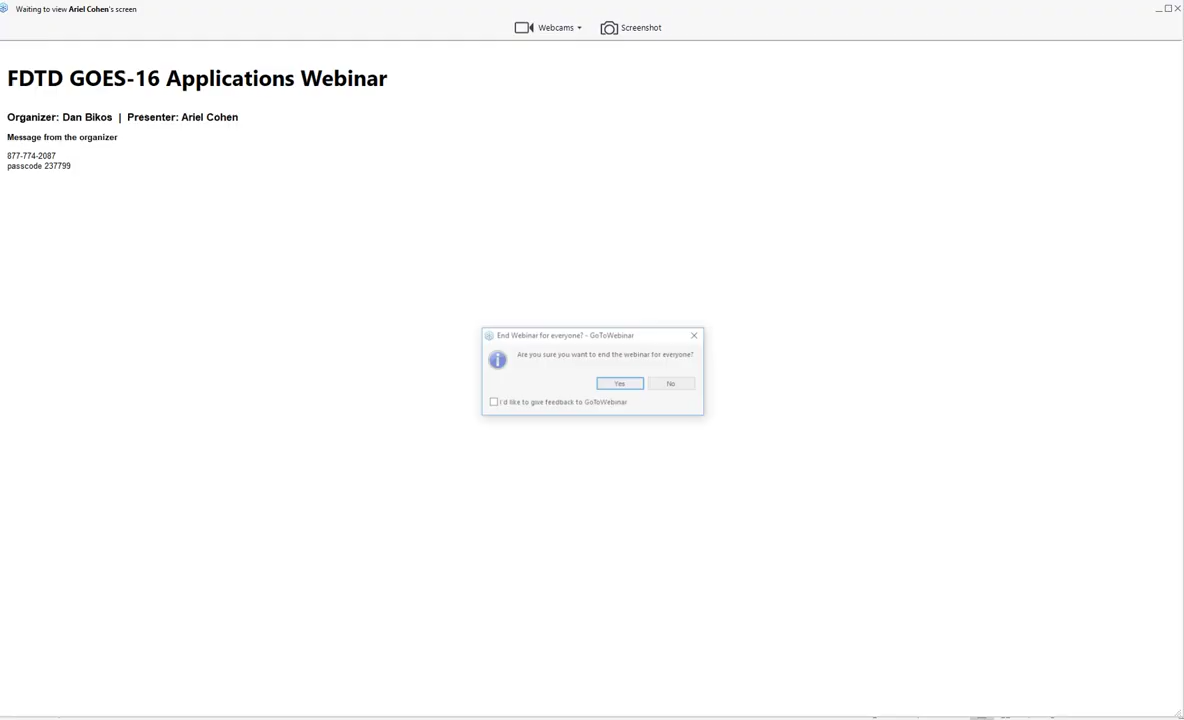 Waiting to view Ariel Cohen's screen
Webcams
Screenshot
FDTD GOES-16 Applications Webinar
Organizer: Dan Bikos | Presenter: Ariel Cohen
Message from the organizer
877-774-2087
passcode 237799
End Webinar for everyone? - GoToWebinar
Are you sure you want to end the webinar for everyone?
Yes
No
I'd like to give feedback to GoToWebinar